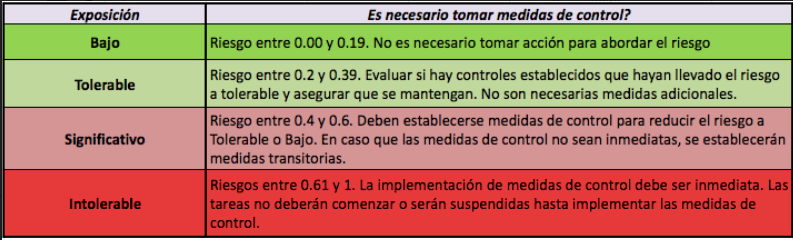 Exposición
Es necesario tomar medidas de control?
Bajo
Riesgo entre 0.00 y 0.19. No es necesario tomar acción para abordar el riesgo
Tolerable
Riesgo entre 0.2 y 0.39. Evaluar si hay controles establecidos que hayan llevado el riesgo
a tolerable y asegurar que se mantengan. No son necesarias medidas adicionales.
Significativo
Riesgo entre 0.4 y 0.6. Deben establecerse medidas de control para reducir el riesgo a
Tolerable o Bajo. En caso que las medidas de control no sean inmediatas, se establecerán
medidas transitorias.
Intolerable
Riesgos entre 0.61 y 1. La implementación de medidas de control debe ser inmediata. Las
tareas no deberán comenzar o serán suspendidas hasta implementar las medidas de
control.